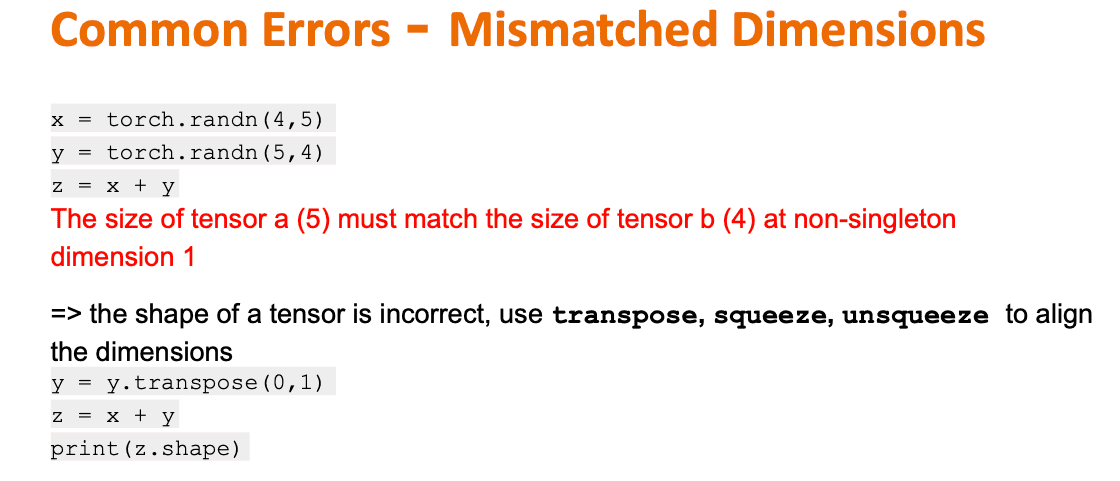 Common Errors - Mismatched Dimensions
x = torch.randn(4,5)
y = torch.randn(5,4)
z = x + y
The size of tensor a (5) must match the size of tensor b (4) at non-singleton
dimension 1
=> the shape of a tensor is incorrect, use transpose, squeeze, unsqueeze to align
the dimensions
y = y.transpose(0,1)
z = x + y
print(z.shape)